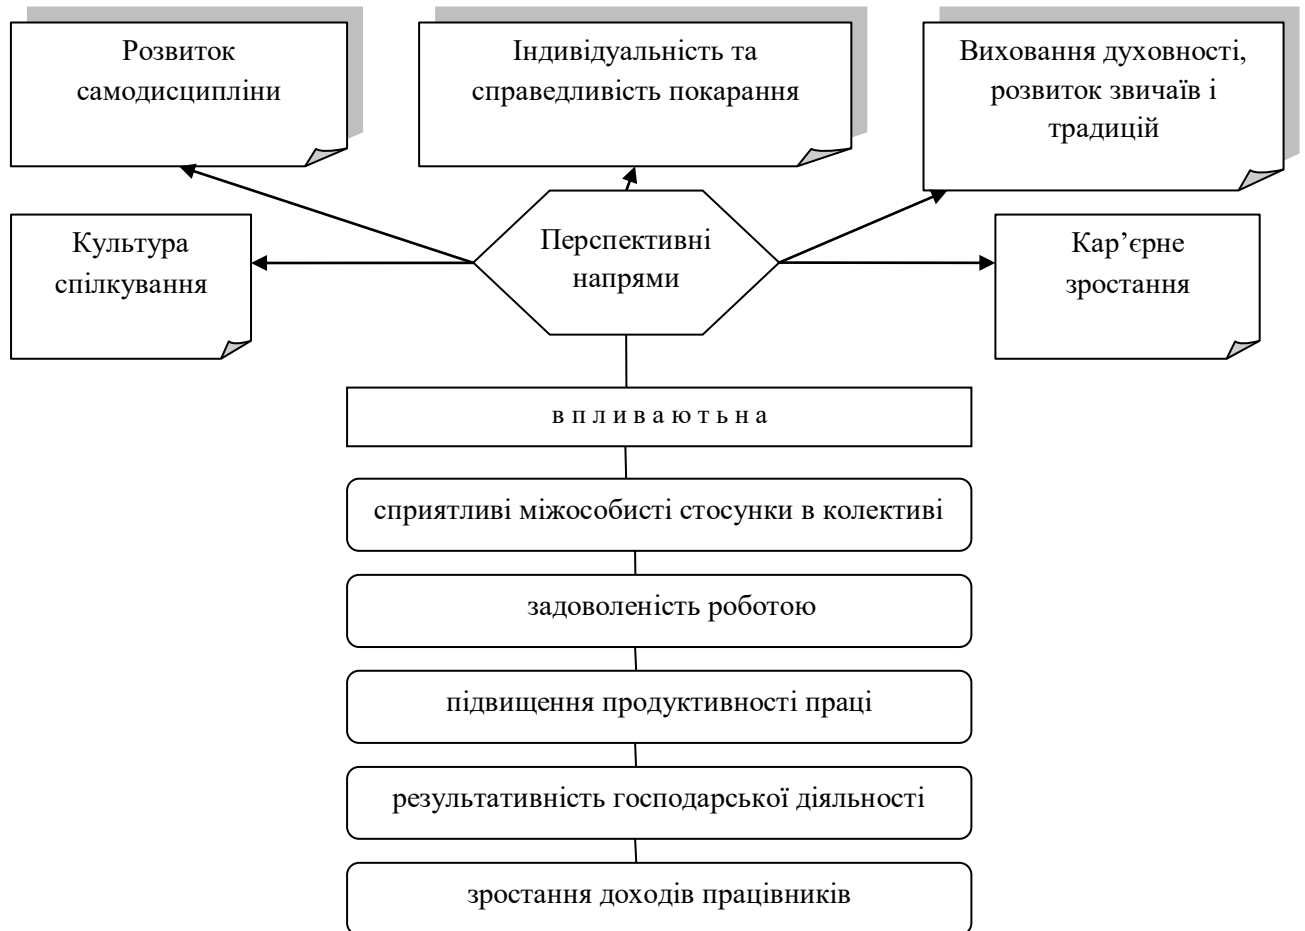 Розвиток
самодисципліни
Індивідуальність та
справедливість покарання
Виховання духовності,
розвиток звичаїв і
традицій
Культура
спілкування
Перспективні
напрями
Кар’єрне
зростання
в п л и в а ю т ь н а
сприятливі міжособисті стосунки в колективі
задоволеність роботою
підвищення продуктивності праці
результативність господарської діяльності
зростання доходів працівників